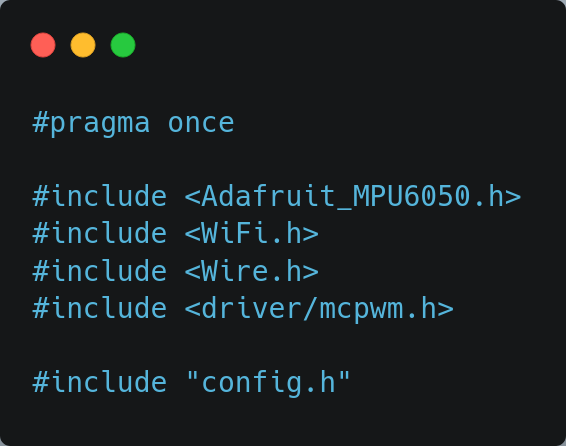 #pragma once
#include <Adafruit_MPU6050.h>
#include <WiFi.h>
#include <Wire.h>
#include <driver/mcpwm.h>
#include "config.h"